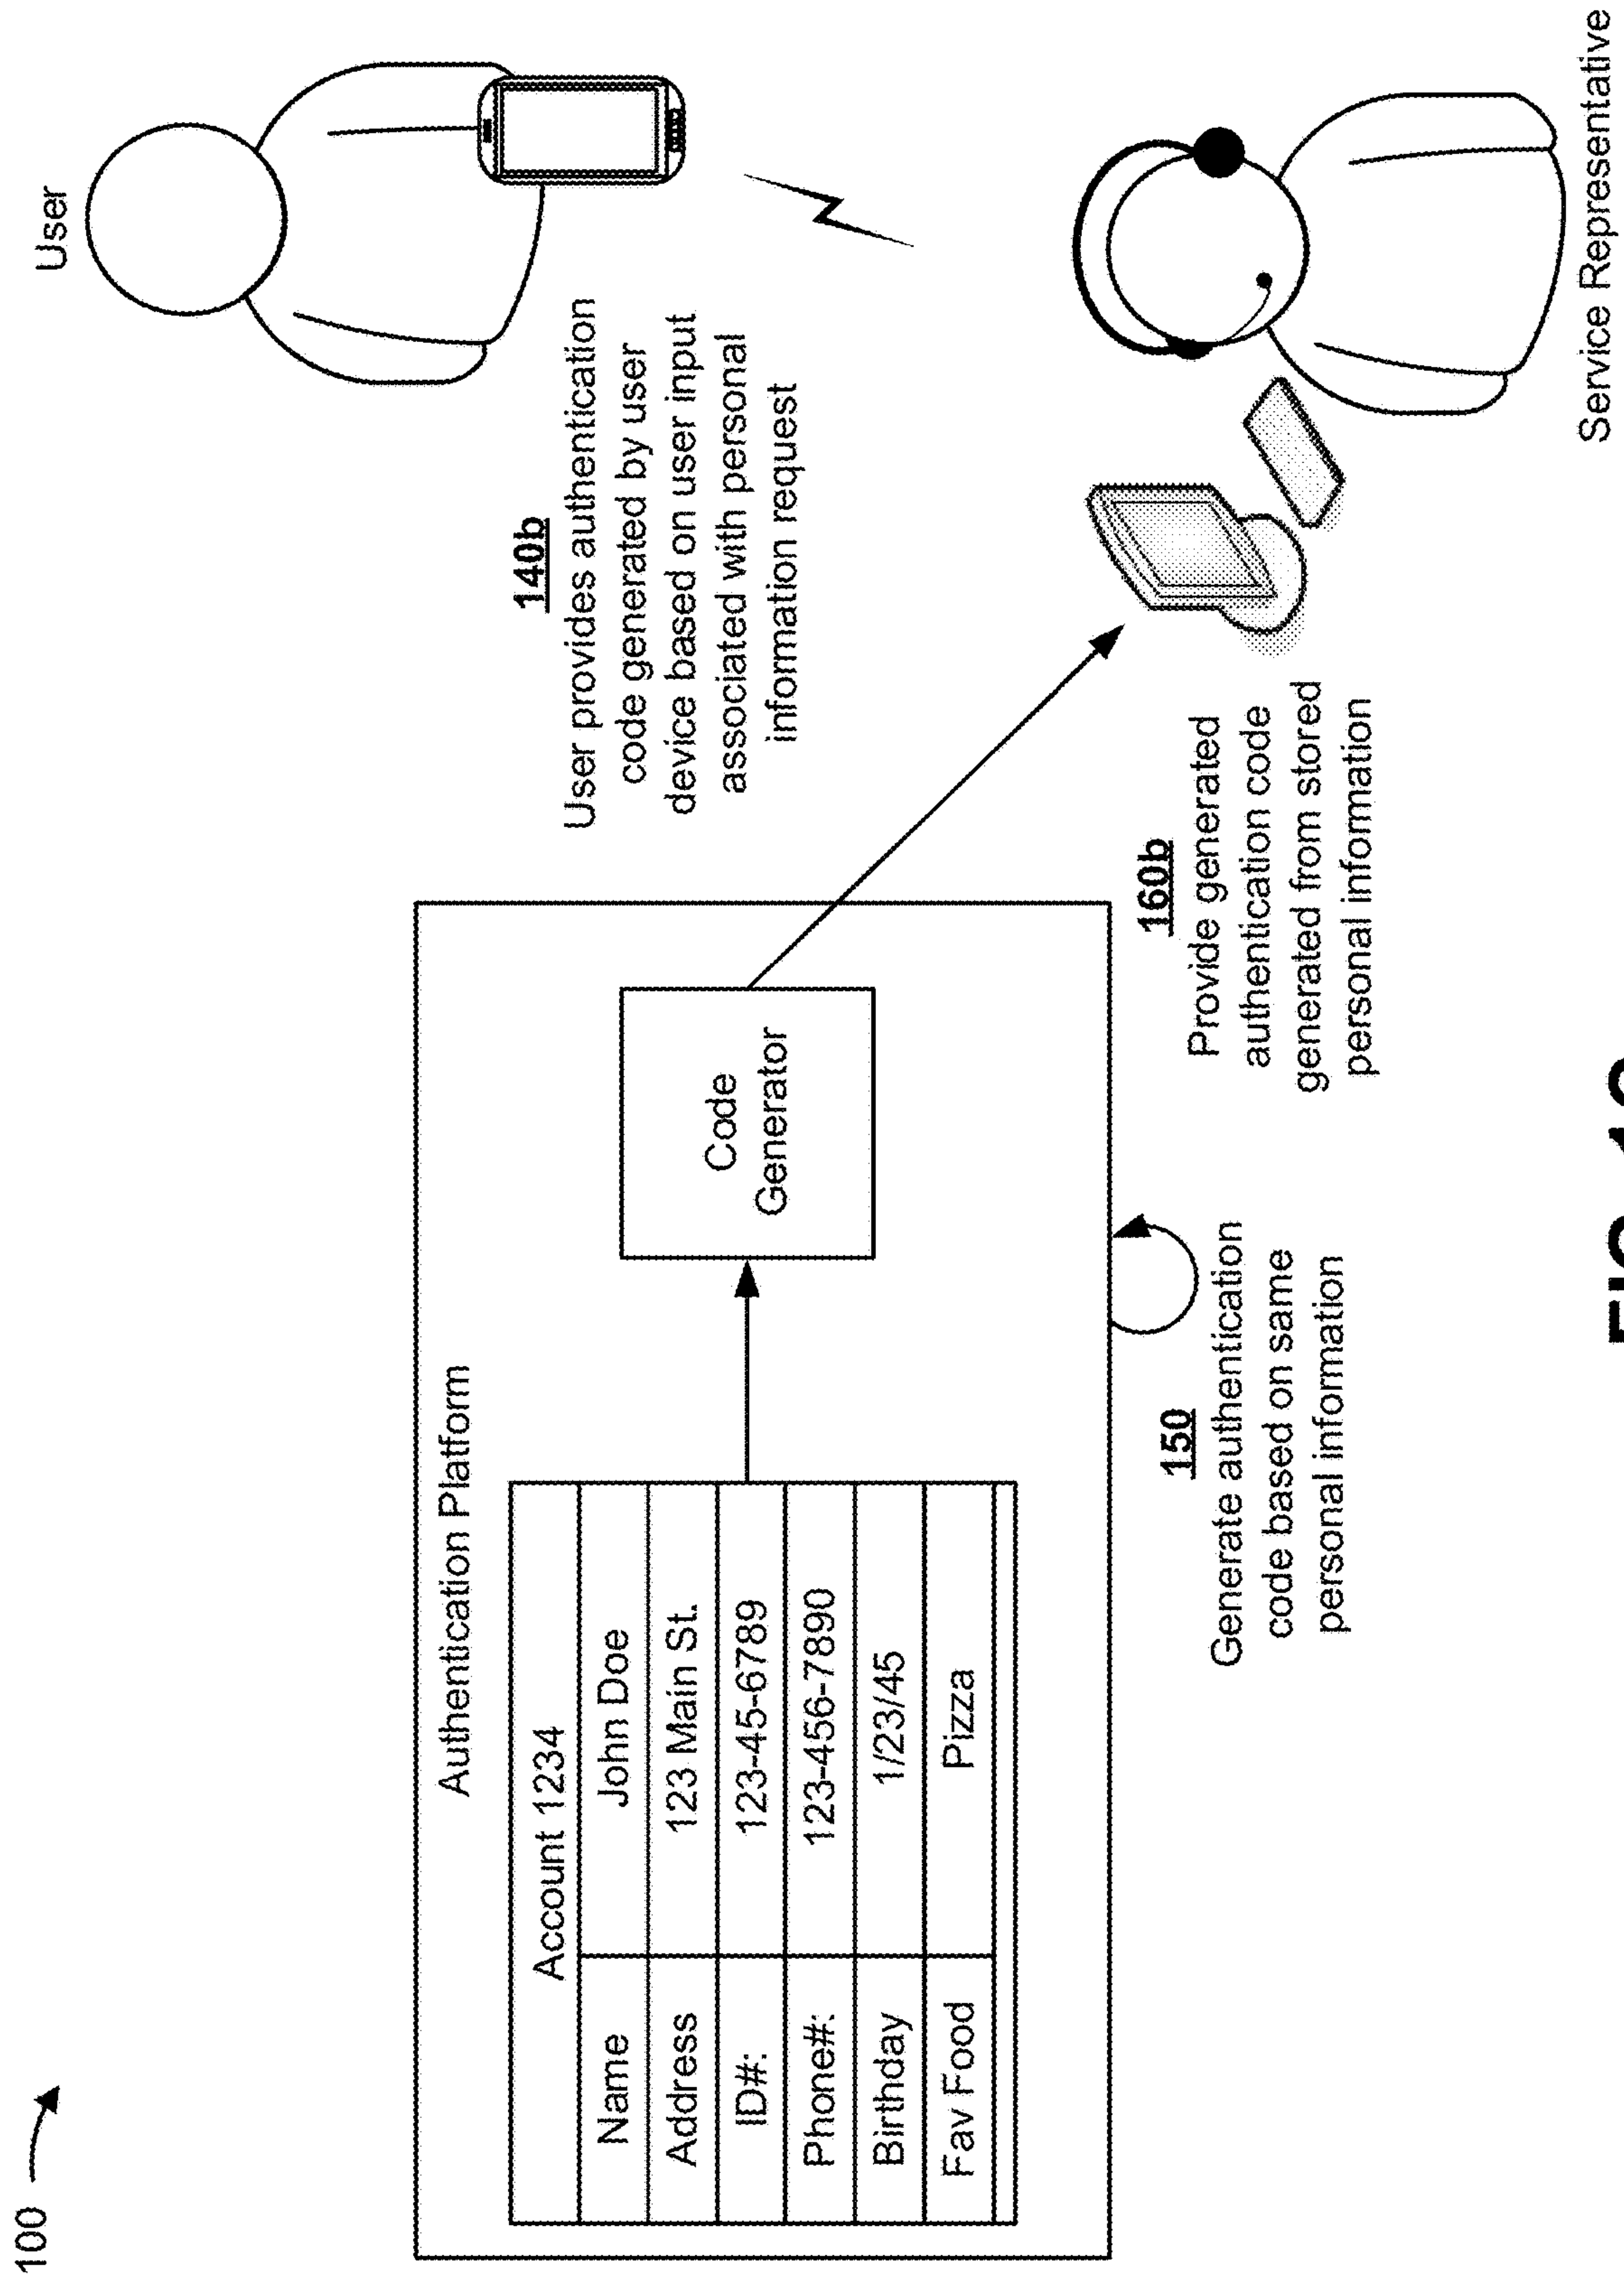 100
Authentication Platform
Account 1234
Name John Doe
Address 123 Main St.
ID#: 123-45-6789
Phone#: 123-456-7890
Birthday 1/23/45
Fav Food Pizza
Code
Generator
150
Generate authentication
code based on same
personal information
160b
Provide generated
authentication code
generated from stored
personal information
140b
User provides authentication
code generated by user
device based on user input
associated with personal
information request
User
Service Representative